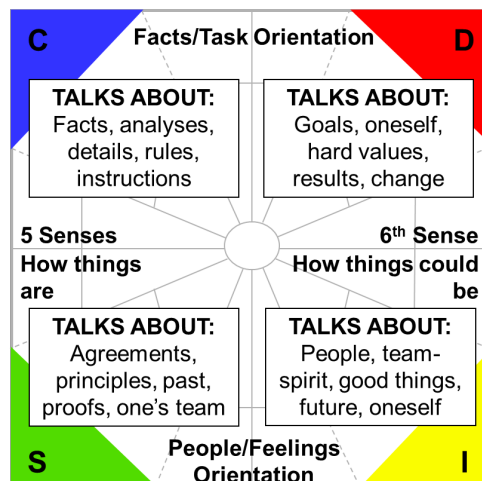 C
Facts/Task Orientation
D
TALKS ABOUT:
Facts, analyses,
details, rules,
instructions
TALKS ABOUT:
Goals, oneself,
hard values,
results, change
5 Senses
How things
are
6th Sense
How things could
be
TALKS ABOUT:
Agreements,
principles, past,
proofs, one’s team
TALKS ABOUT:
People, team-
spirit, good things,
future, oneself
S
People/Feelings
Orientation
I